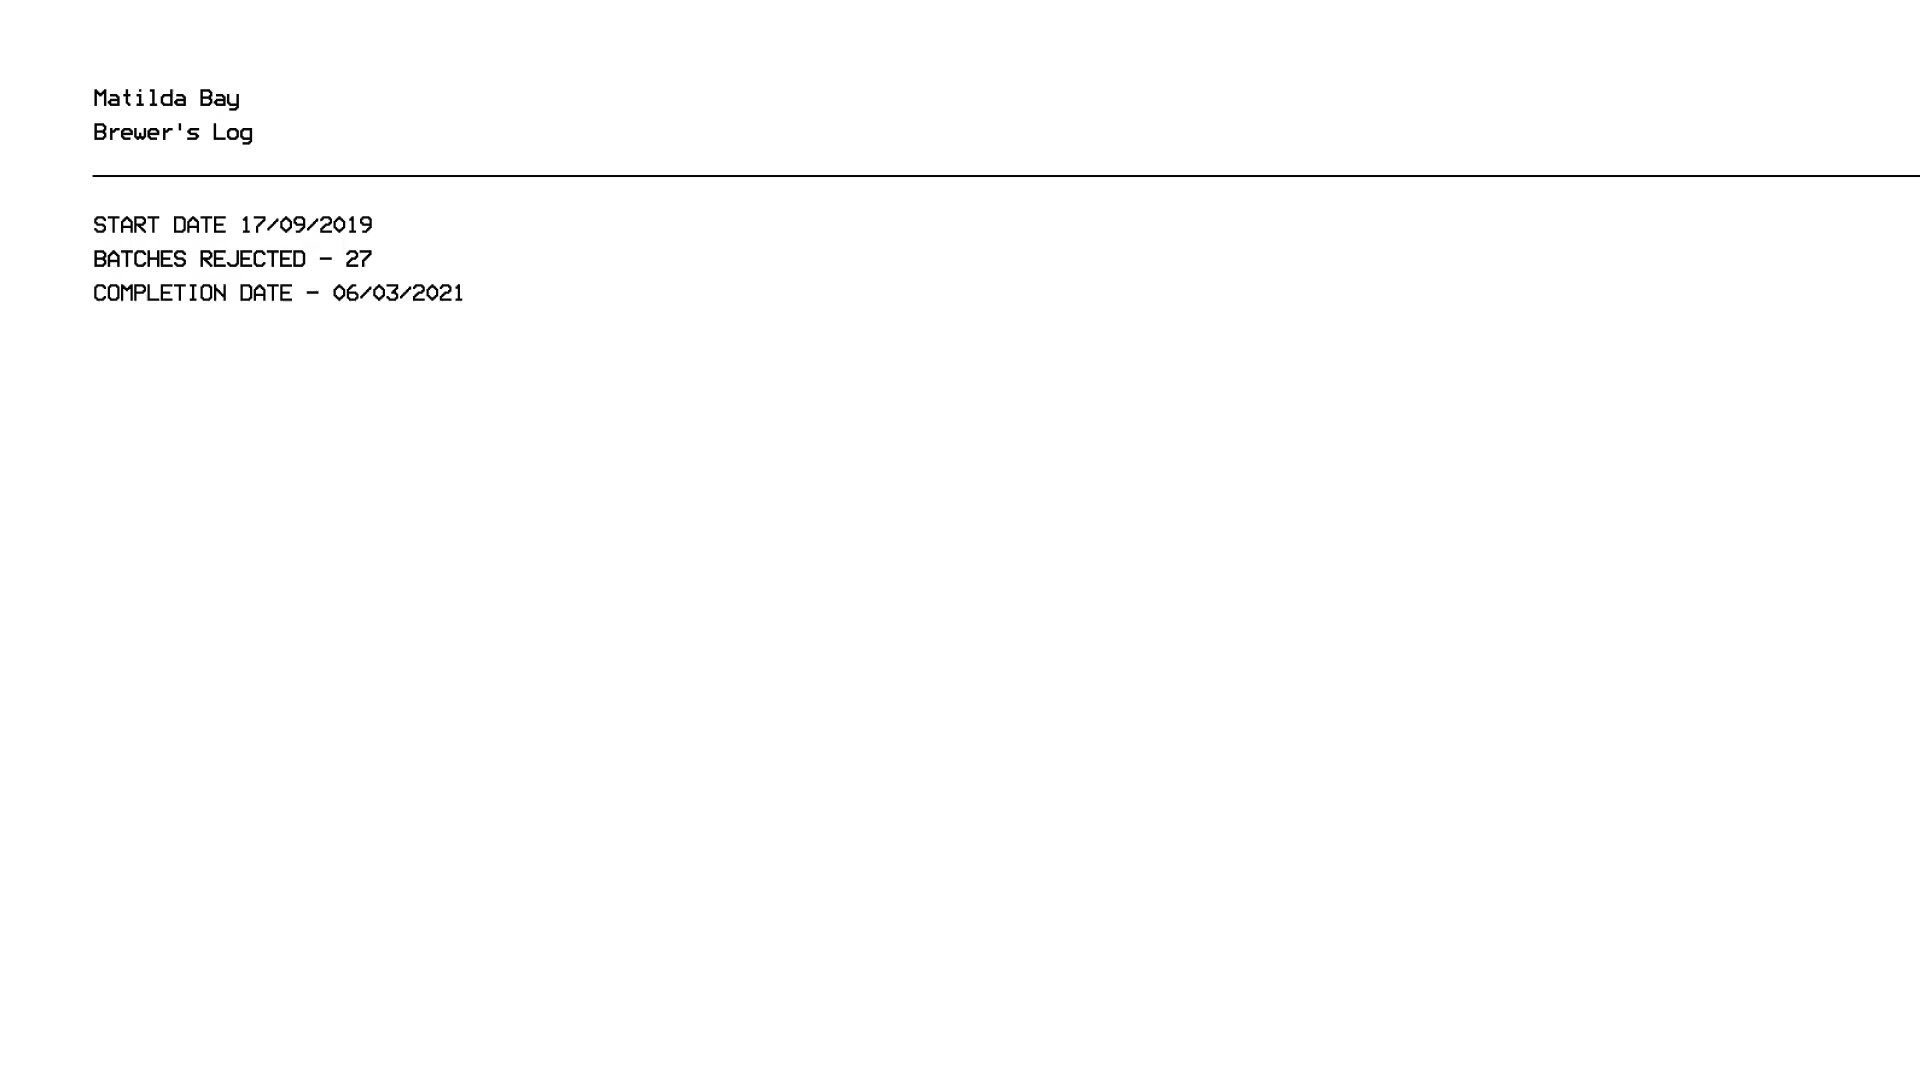 Matilda Bay
Brewer's Log
START DATE 17/09/2019
BATCHES REJECTED - 27
COMPLETION DATE - 06/03/2021